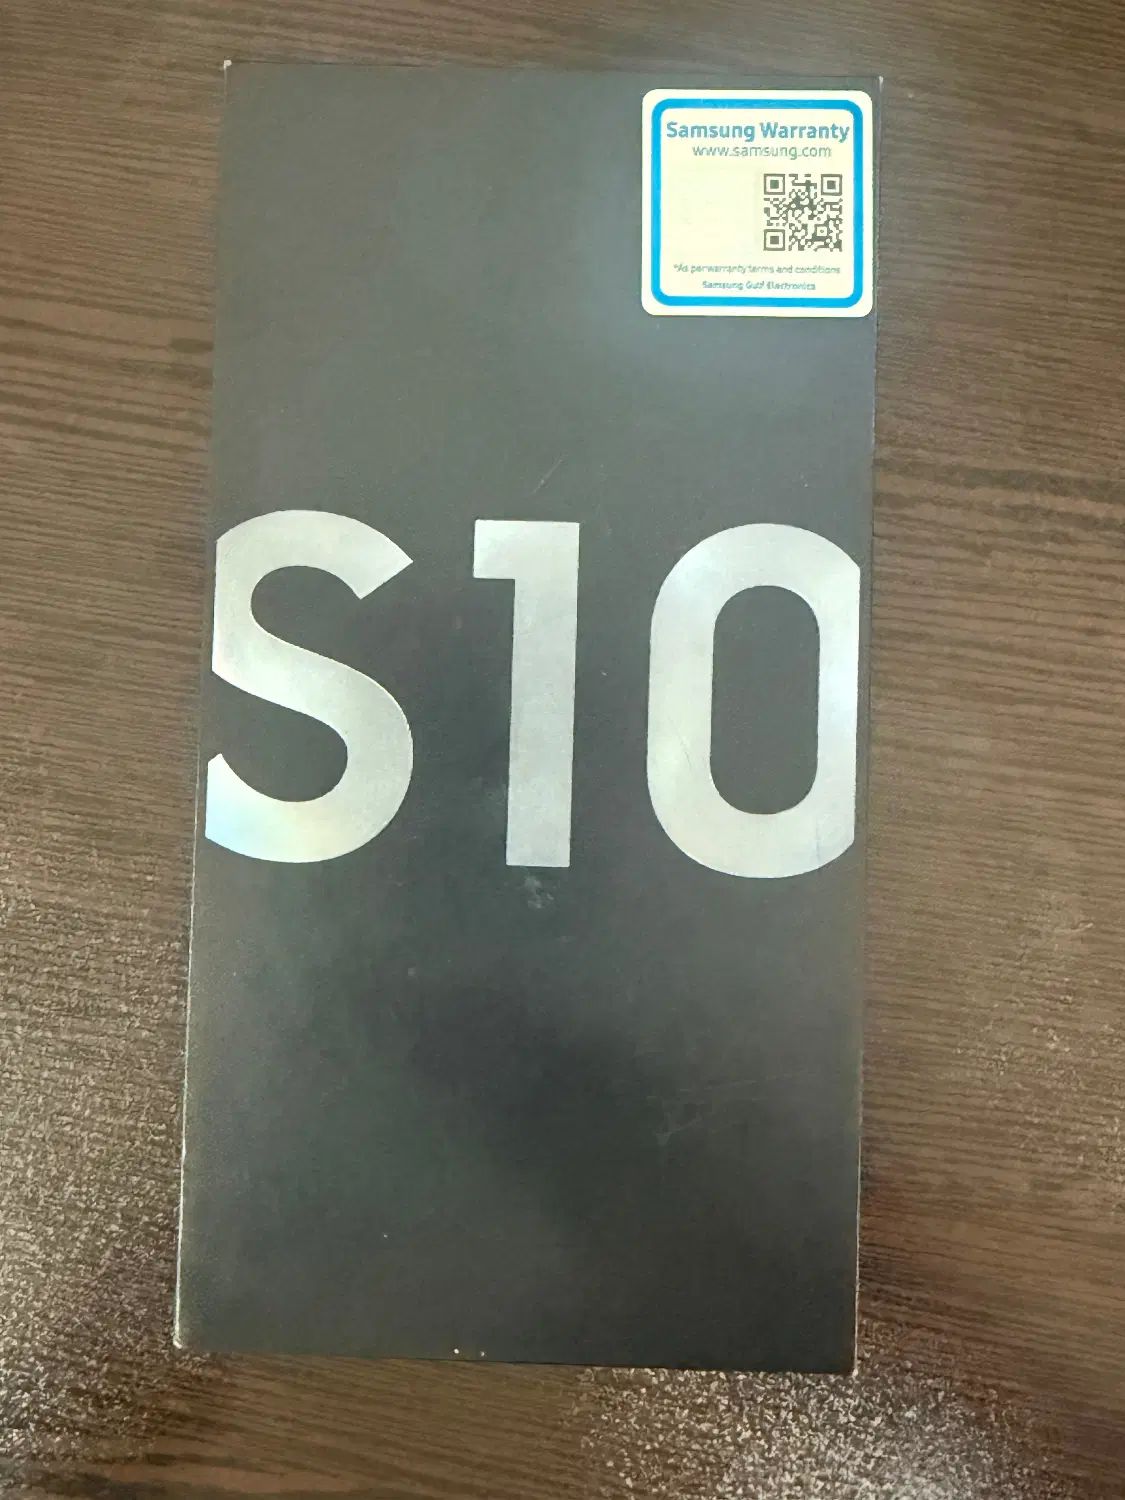 Samsung Warranty
www.samsung.com
*As per warranty terms and conditions
Samsung Gulf Electronics
S10